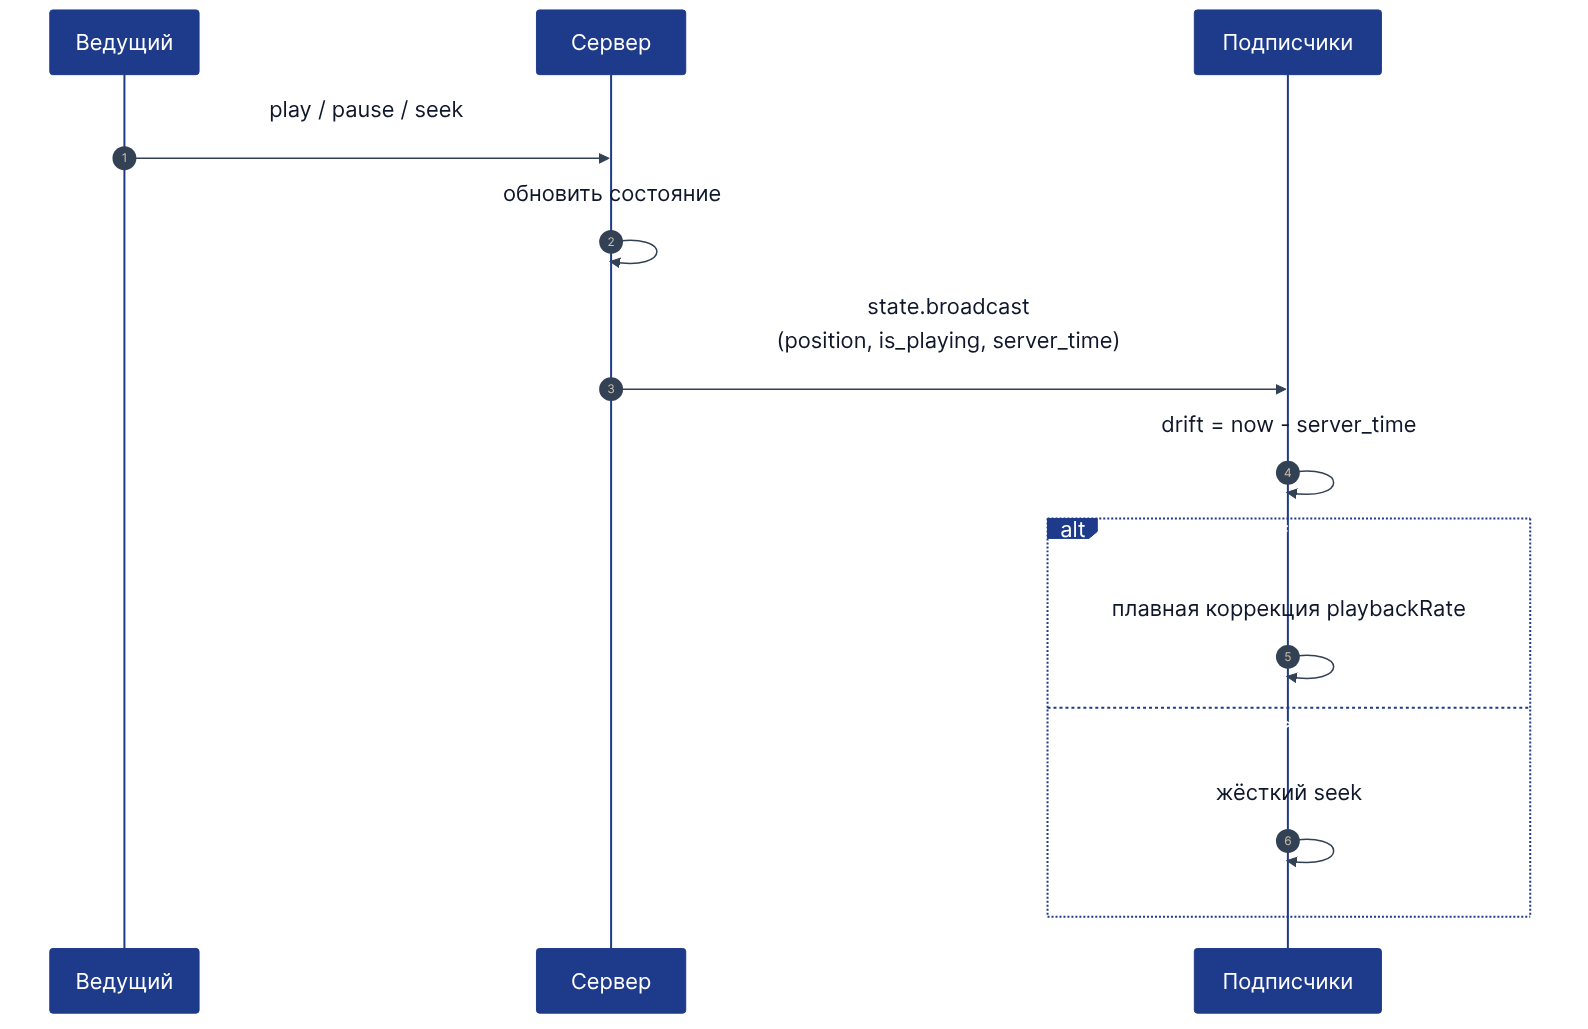 Ведущий
Сервер
Подписчики
play / pause / seek
1
обновить состояние
2
state.broadcast
(position, is_playing, server_time)
3
drift = now - server_time
4
alt
плавная коррекция playbackRate
5
жёсткий seek
6
Ведущий
Сервер
Подписчики